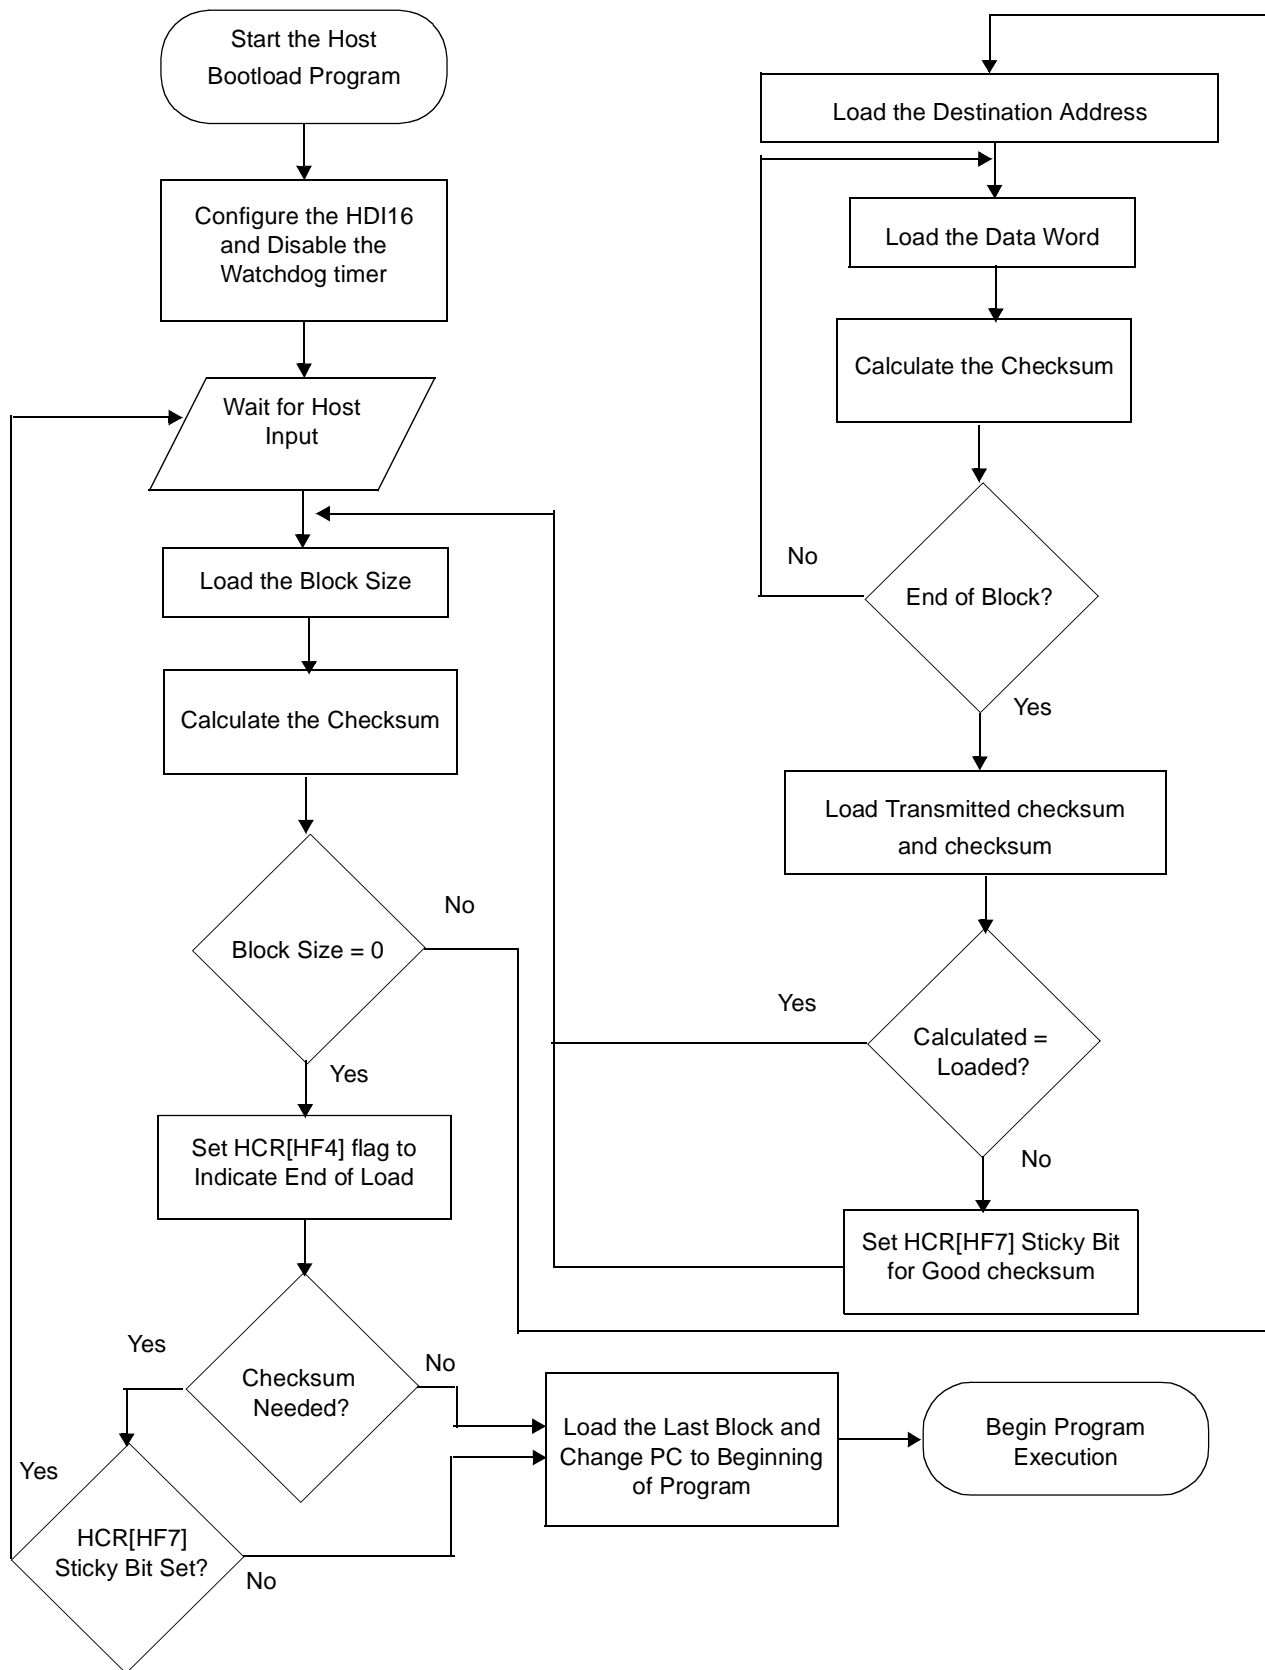 Start the Host
Bootload Program
Configure the HDI16
and Disable the
Watchdog timer
Wait for Host
Input
Load the Block Size
Calculate the Checksum
No
Block Size = 0
Yes
Set HCR[HF4] flag to
Indicate End of Load
Yes
Checksum
Needed?
No
Yes
HCR[HF7]
Sticky Bit Set?
No
Load the Destination Address
Load the Data Word
Calculate the Checksum
No
End of Block?
Yes
Load Transmitted checksum
and checksum
Yes
Calculated =
Loaded?
No
Set HCR[HF7] Sticky Bit
for Good checksum
Load the Last Block and
Change PC to Beginning
of Program
Begin Program
Execution